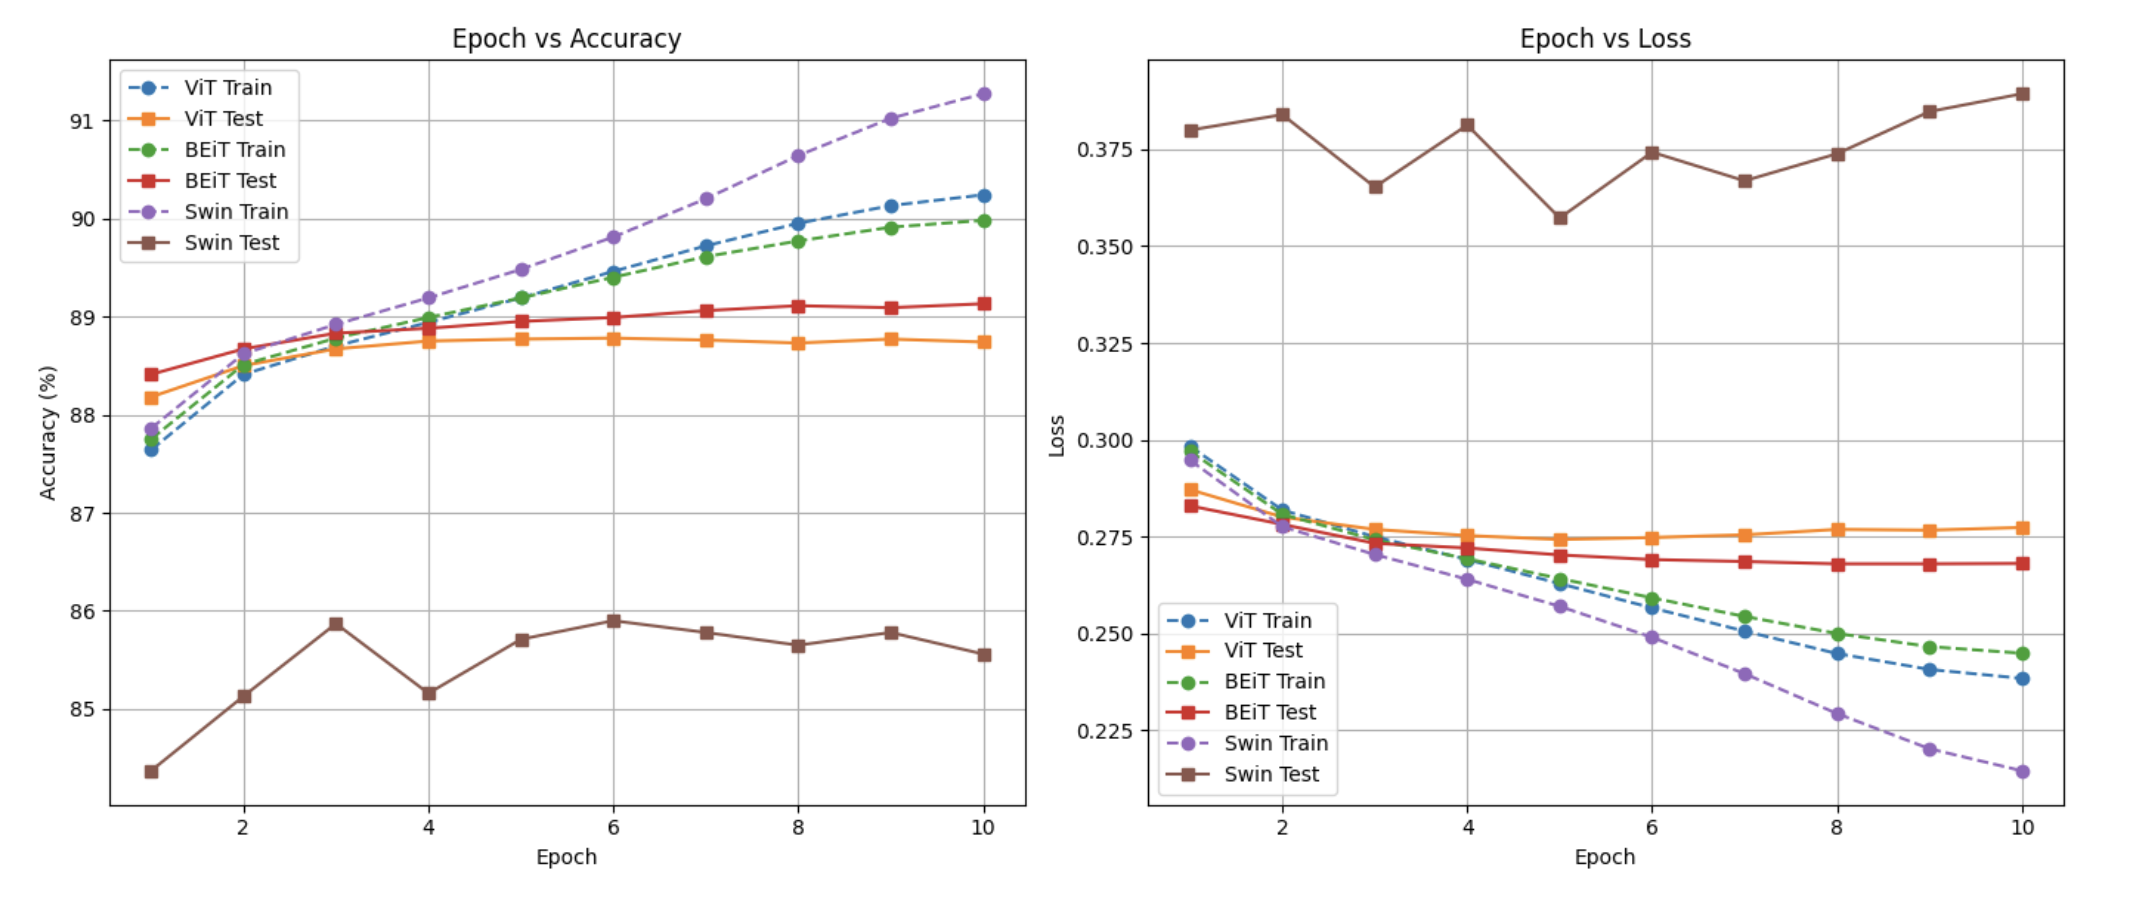 Epoch vs Accuracy
ViT Train
ViT Test
BEiT Train
BEiT Test
Swin Train
Swin Test
91
90
89
88
87
86
85
Accuracy (%)
2 4 6 8 10
Epoch
Epoch vs Loss
0.375
0.350
0.325
0.300
0.275
0.250
0.225
Loss
ViT Train
ViT Test
BEiT Train
BEiT Test
Swin Train
Swin Test
2 4 6 8 10
Epoch